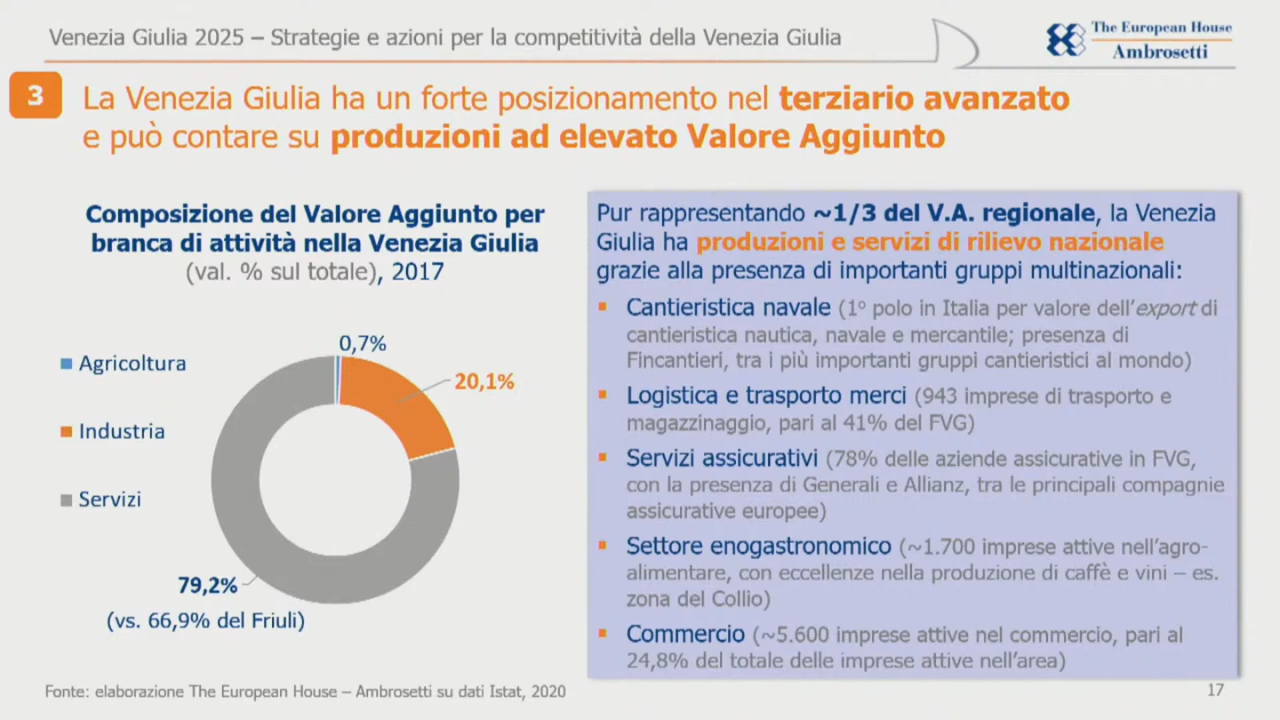 Venezia Giulia 2025 – Strategie e azioni per la competitività della Venezia Giulia
The European House
Ambrosetti
3
La Venezia Giulia ha un forte posizionamento nel terziario avanzato
e può contare su produzioni ad elevato Valore Aggiunto
Composizione del Valore Aggiunto per
branca di attività nella Venezia Giulia
(val. % sul totale), 2017
Agricoltura
Industria
Servizi
0,7%
20,1%
79,2%
(vs. 66,9% del Friuli)
Pur rappresentando ~1/3 del V.A. regionale, la Venezia
Giulia ha produzioni e servizi di rilievo nazionale
grazie alla presenza di importanti gruppi multinazionali:
▪ Cantieristica navale (1° polo in Italia per valore dell'export di
cantieristica nautica, navale e mercantile; presenza di
Fincantieri, tra i più importanti gruppi cantieristici al mondo)
▪ Logistica e trasporto merci (943 imprese di trasporto e
magazzinaggio, pari al 41% del FVG)
▪ Servizi assicurativi (78% delle aziende assicurative in FVG,
con la presenza di Generali e Allianz, tra le principali compagnie
assicurative europee)
▪ Settore enogastronomico (~1.700 imprese attive nell'agro-
alimentare, con eccellenze nella produzione di caffè e vini – es.
zona del Collio)
▪ Commercio (~5.600 imprese attive nel commercio, pari al
24,8% del totale delle imprese attive nell'area)
Fonte: elaborazione The European House – Ambrosetti su dati Istat, 2020
17